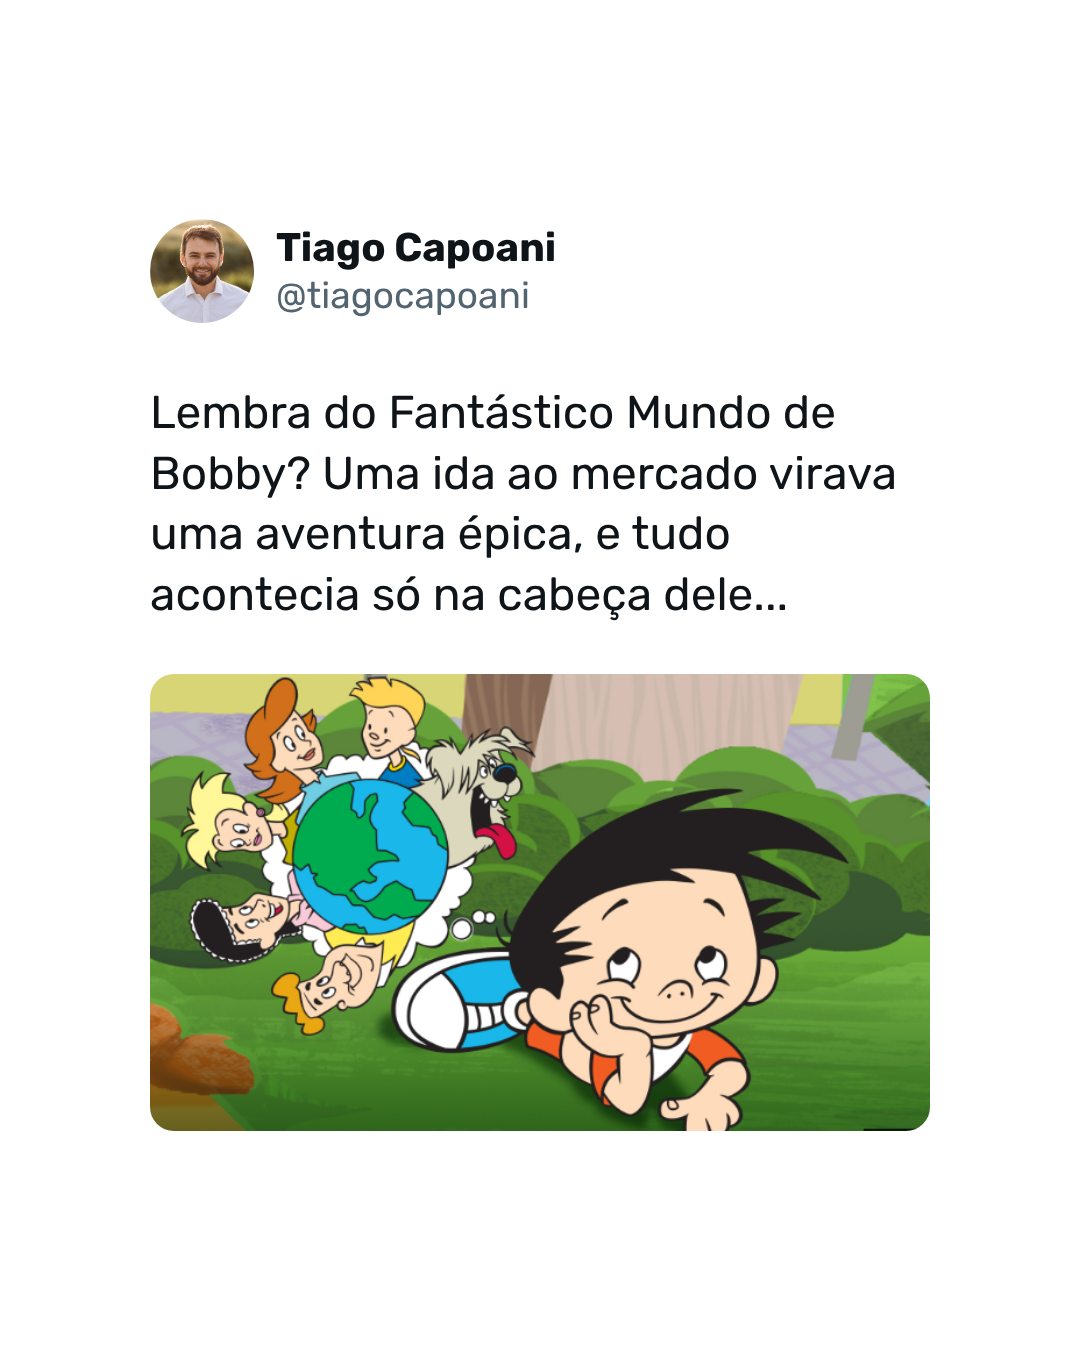 Tiago Capoani
@tiagocapoani
Lembra do Fantástico Mundo de
Bobby? Uma ida ao mercado virava
uma aventura épica, e tudo
acontecia só na cabeça dele...